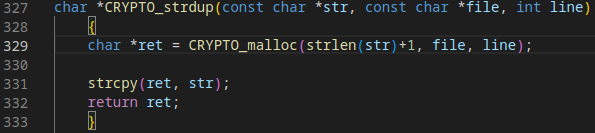 327 char *CRYPTO_strdup(const char *str, const char *file, int line)
328 {
329 char *ret = CRYPTO_malloc(strlen(str)+1, file, line);
330
331 strcpy(ret, str);
332 return ret;
333 }